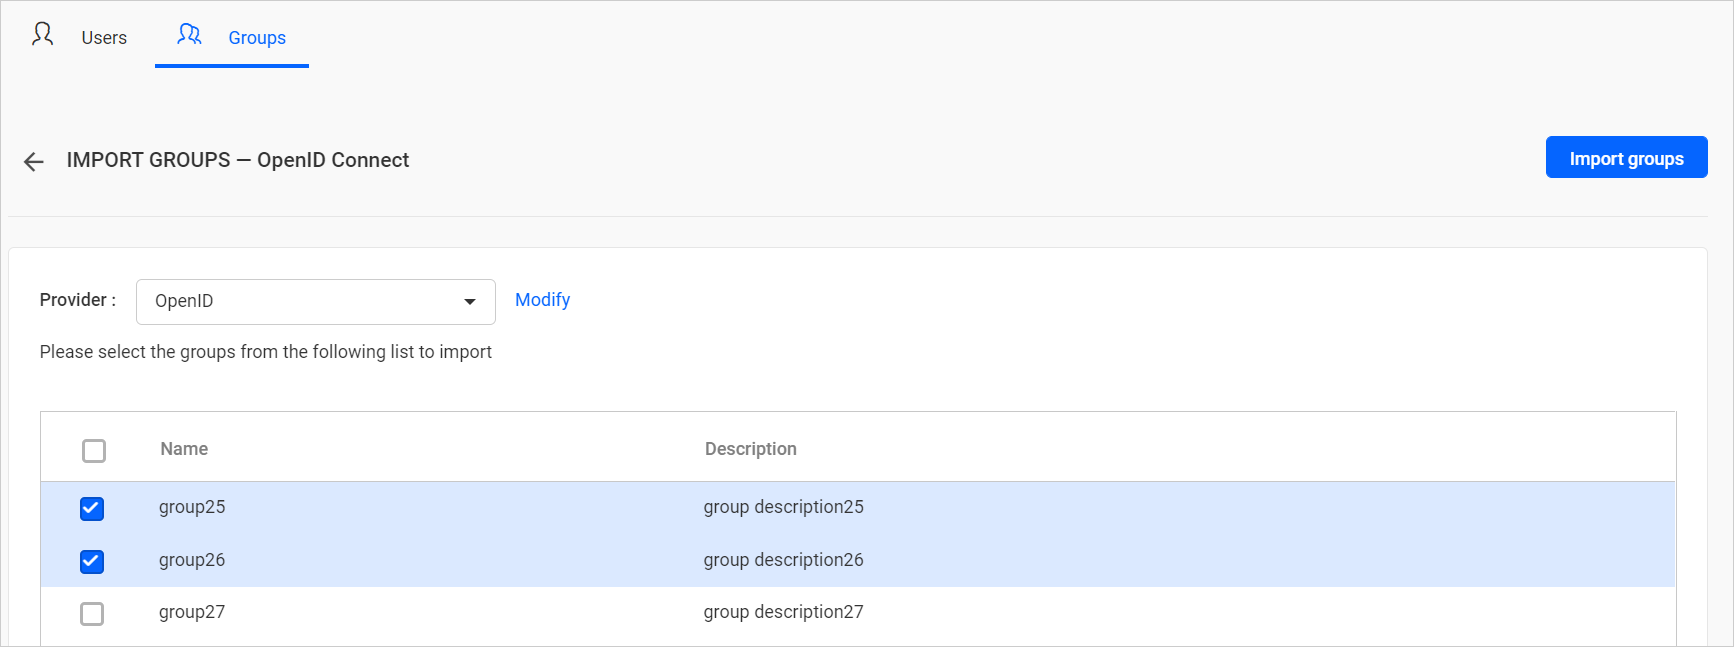 Users Groups
IMPORT GROUPS — OpenID Connect Import groups
Provider : OpenID Modify
Please select the groups from the following list to import
Name Description
group25 group description25
group26 group description26
group27 group description27